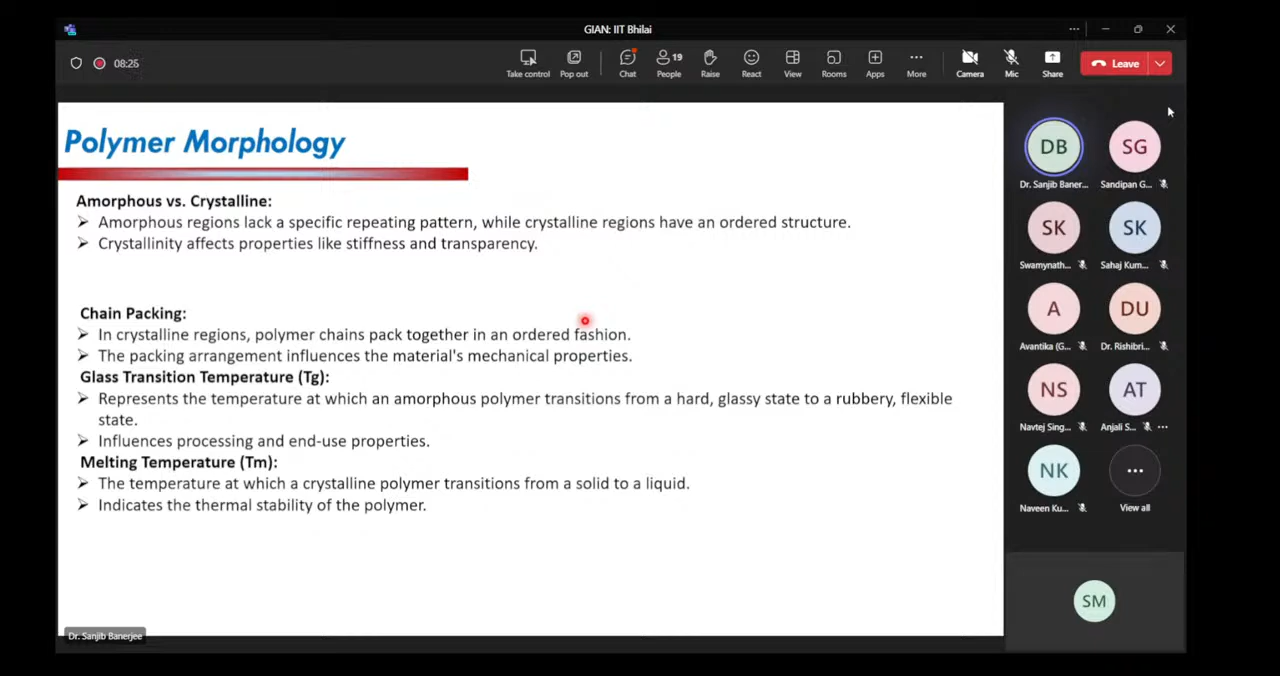 GIAN: IIT Bhilai
08:25
Take control
Pop out
Chat
19
People
Raise
React
View
Rooms
Apps
More
Camera
Mic
Share
Leave
Polymer Morphology
Amorphous vs. Crystalline:
➢ Amorphous regions lack a specific repeating pattern, while crystalline regions have an ordered structure.
➢ Crystallinity affects properties like stiffness and transparency.
Chain Packing:
➢ In crystalline regions, polymer chains pack together in an ordered fashion.
➢ The packing arrangement influences the material's mechanical properties.
Glass Transition Temperature (Tg):
➢ Represents the temperature at which an amorphous polymer transitions from a hard, glassy state to a rubbery, flexible
state.
➢ Influences processing and end-use properties.
Melting Temperature (Tm):
➢ The temperature at which a crystalline polymer transitions from a solid to a liquid.
➢ Indicates the thermal stability of the polymer.
Dr. Sanjib Banerjee
DB
Dr. Sanjib Baner...
SG
Sandipan G...
SK
Swamynath...
SK
Sahaj Kum...
A
Avantika (G...
DU
Dr. Rishibri...
NS
Navtej Sing...
AT
Anjali S...
NK
Naveen Ku...
View all
SM